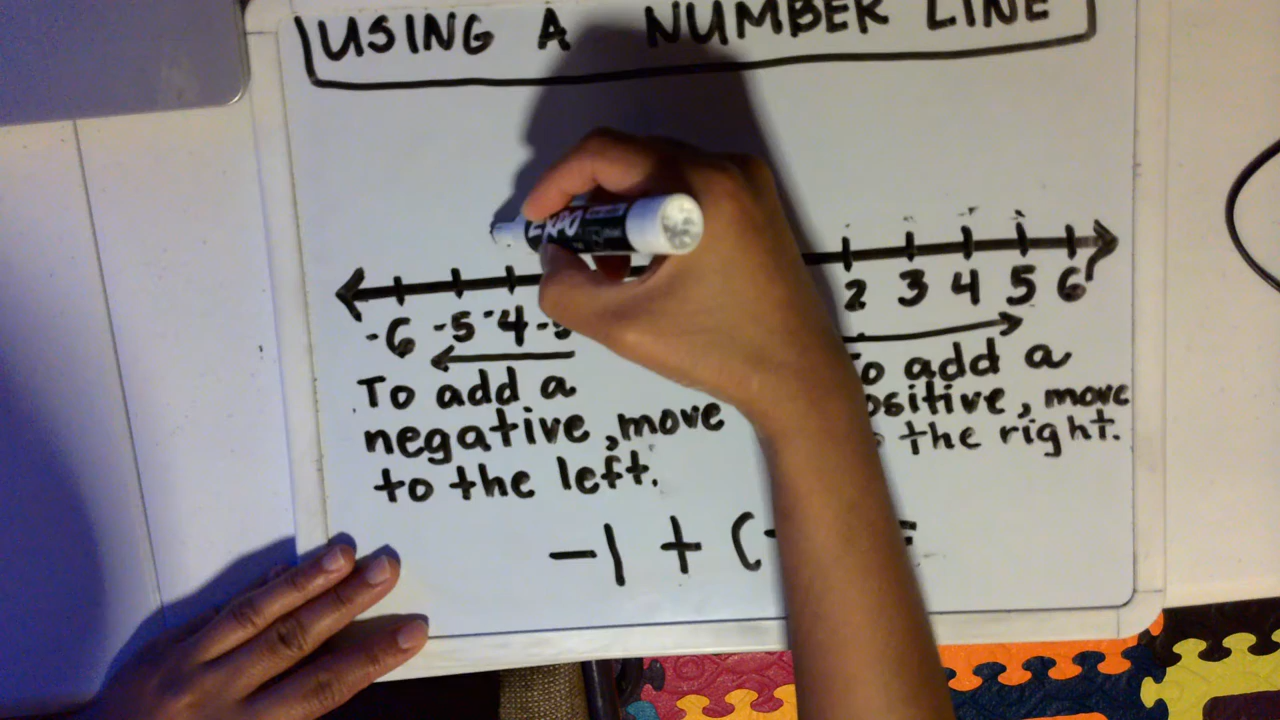 USING A NUMBER LINE
EXPO
-6 -5 -4 2 3 4 5 6
To add a
negative, move
to the left.
add a
move
the right.
-1 + (